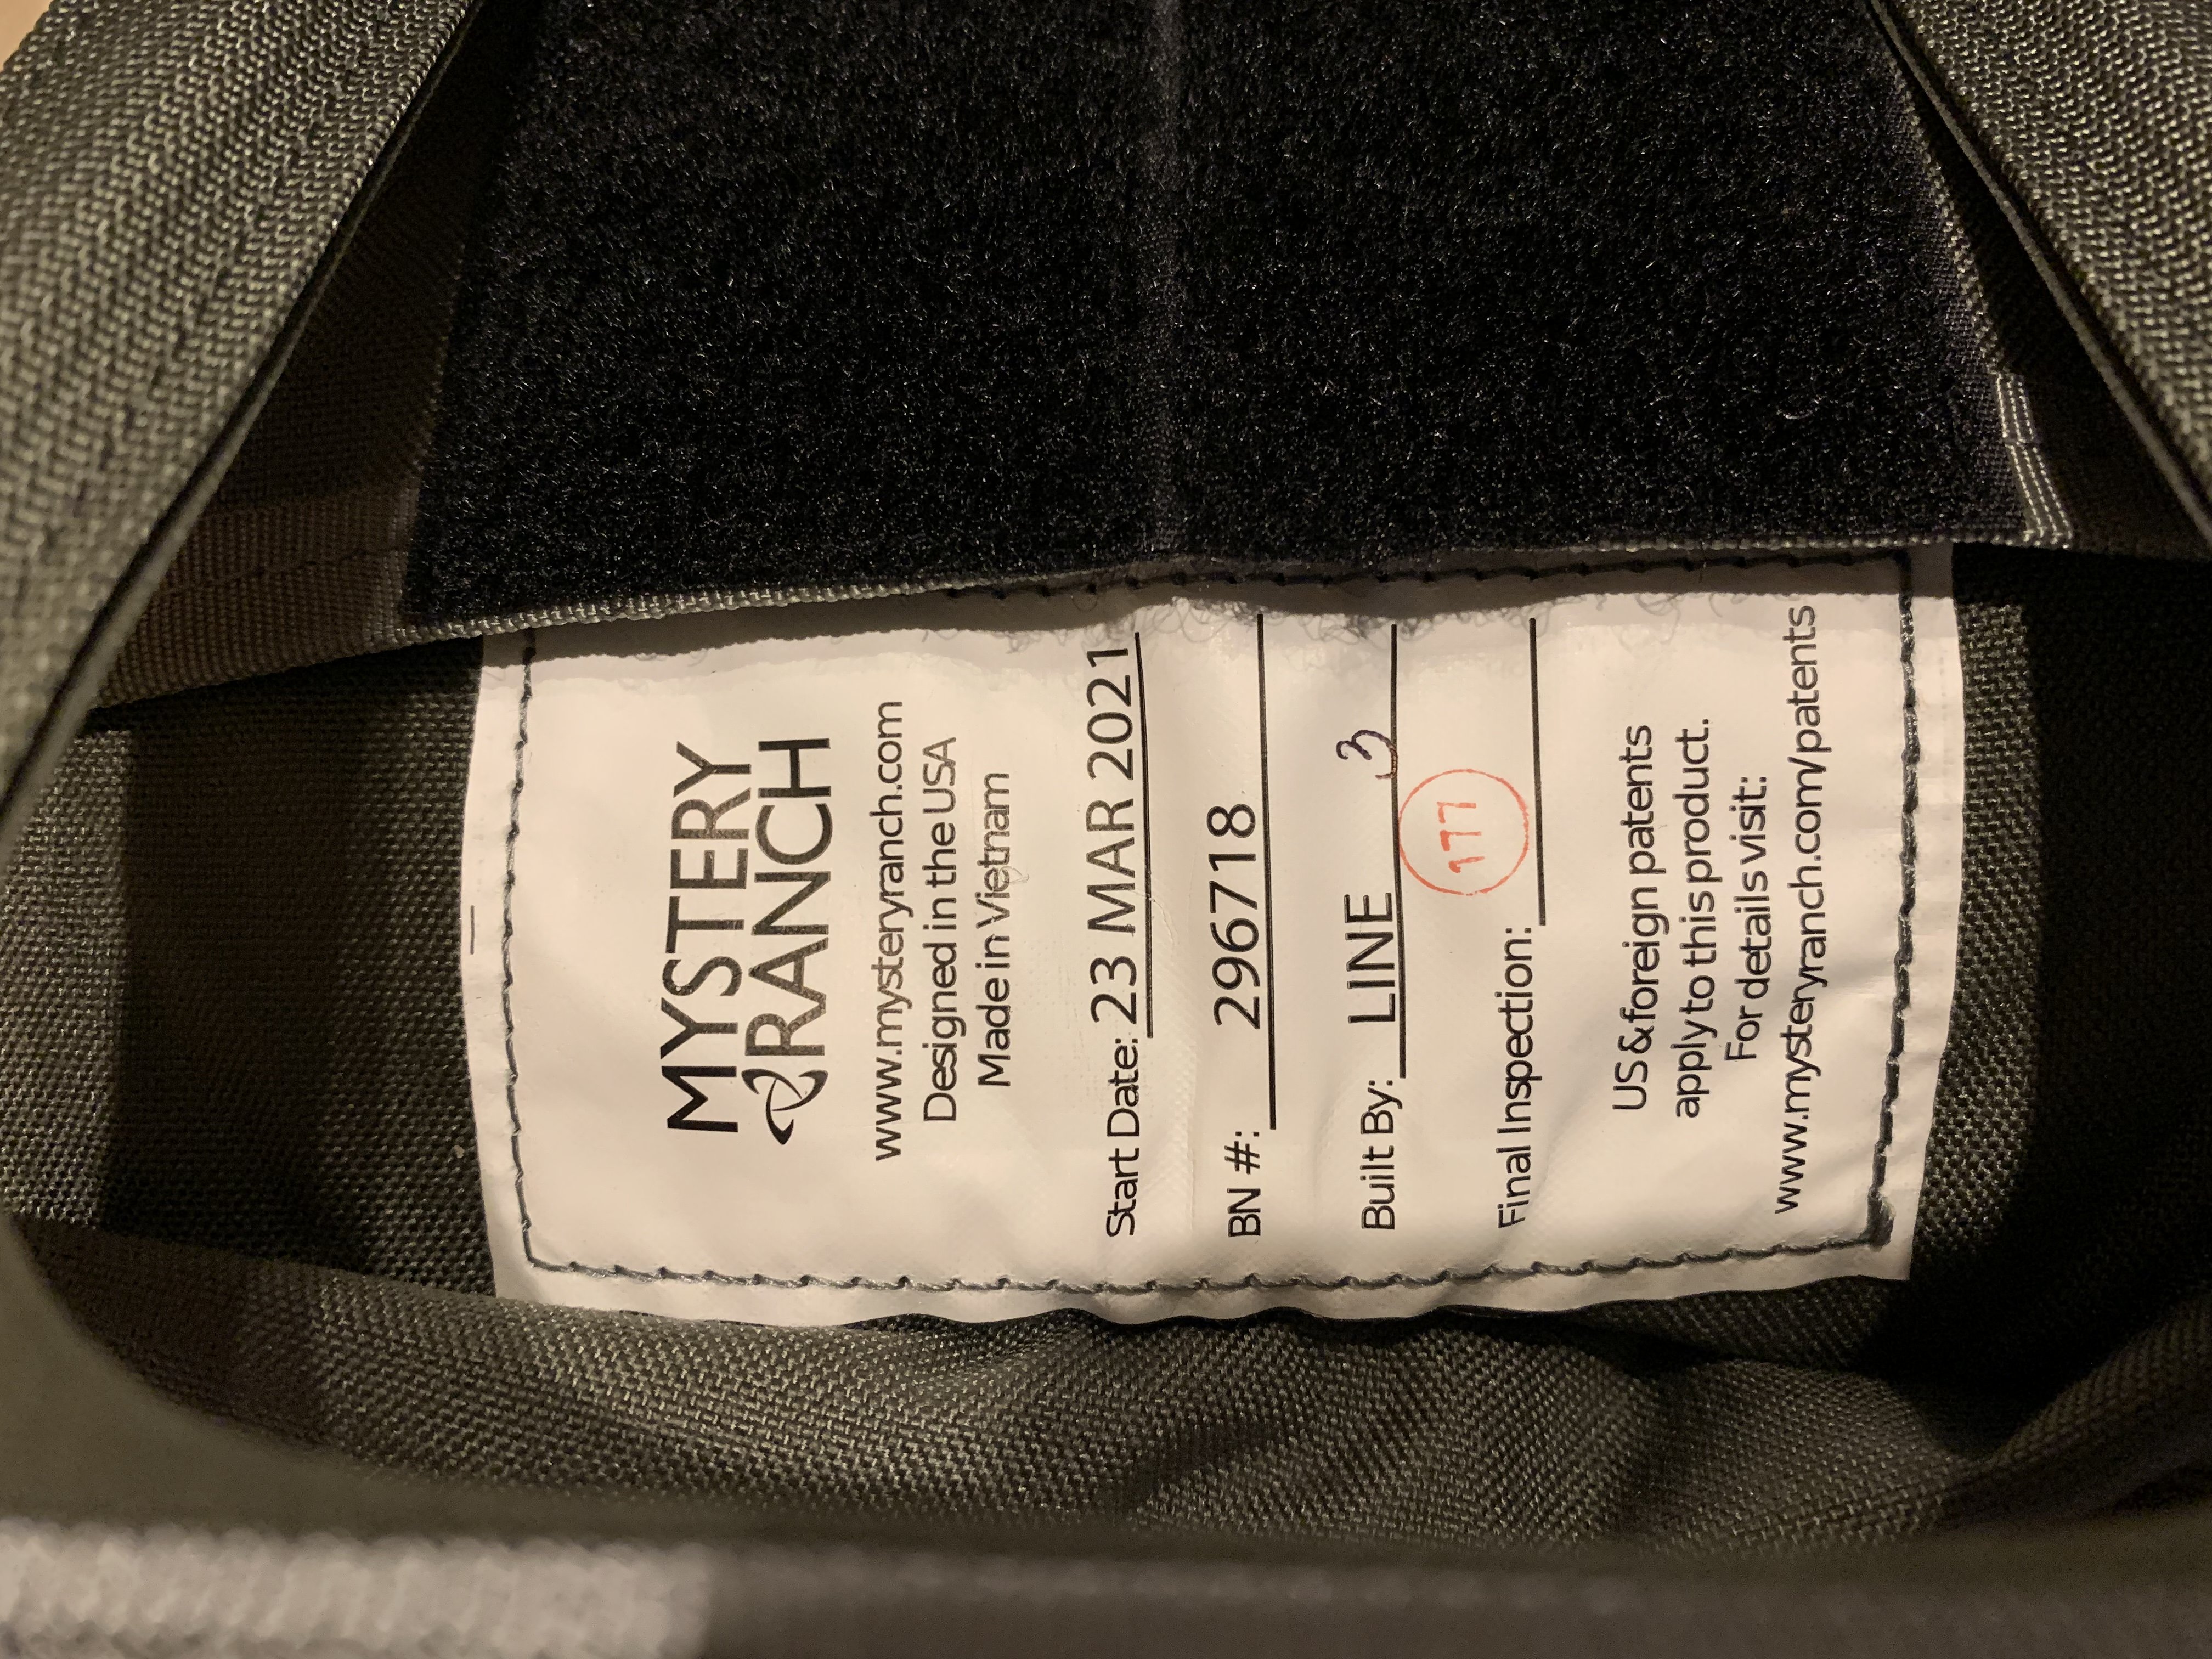 MYSTERY
RANCH
www.mysteryranch.com
Designed in the USA
Made in Vietnam
Start Date: 23 MAR 2021
BN #: 296718
Built By: LINE 3
177
Final Inspection:
US & foreign patents
apply to this product.
For details visit:
www.mysteryranch.com/patents